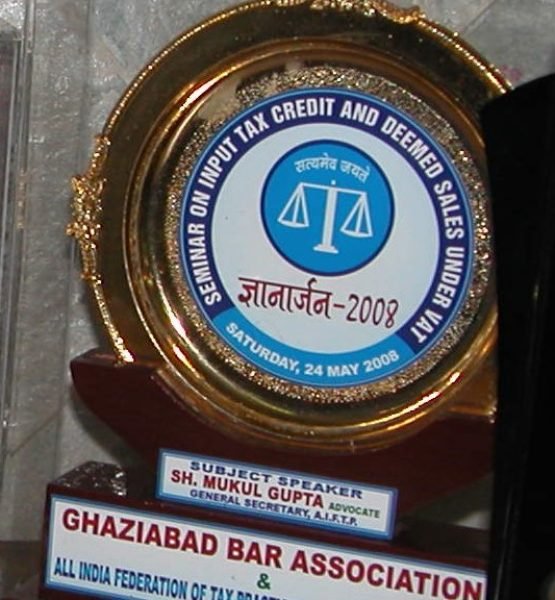 SEMINAR ON INPUT TAX CREDIT AND DEEMED SALES UNDER VAT
सत्यमेव जयते
ज्ञानार्जन-2008
SATURDAY, 24 MAY 2008
SUBJECT SPEAKER
SH. MUKUL GUPTA ADVOCATE
GENERAL SECRETARY, A.I.F.T.P.
GHAZIABAD BAR ASSOCIATION
&
ALL INDIA FEDERATION OF TAX